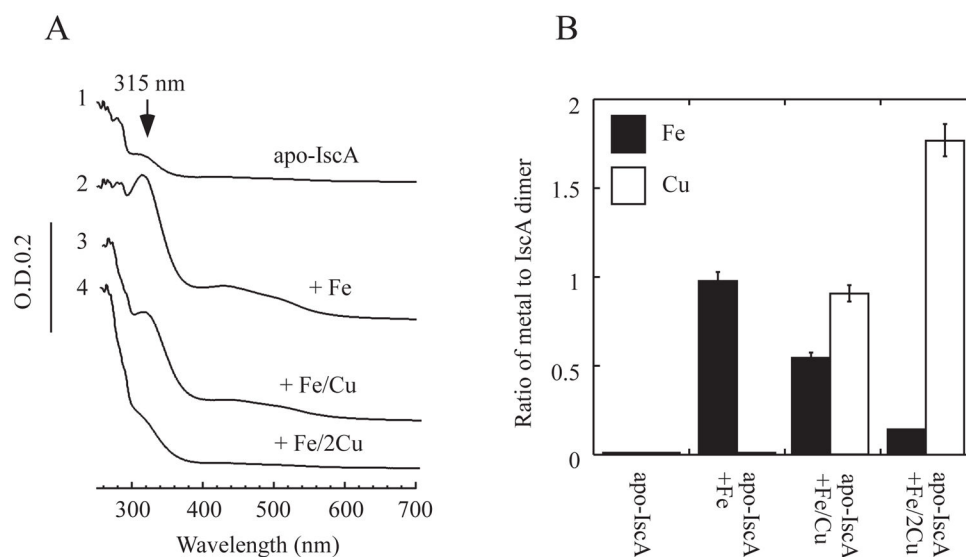 A
315 nm
1
apo-IscA
2
+ Fe
3
+ Fe/Cu
4
+ Fe/2Cu
O.D.0.2
300 400 500 600 700
Wavelength (nm)
B
Ratio of metal to IscA dimer
2
1.5
1
0.5
0
Fe
Cu
apo-IscA
apo-IscA
+Fe
apo-IscA
+Fe/Cu
apo-IscA
+Fe/2Cu